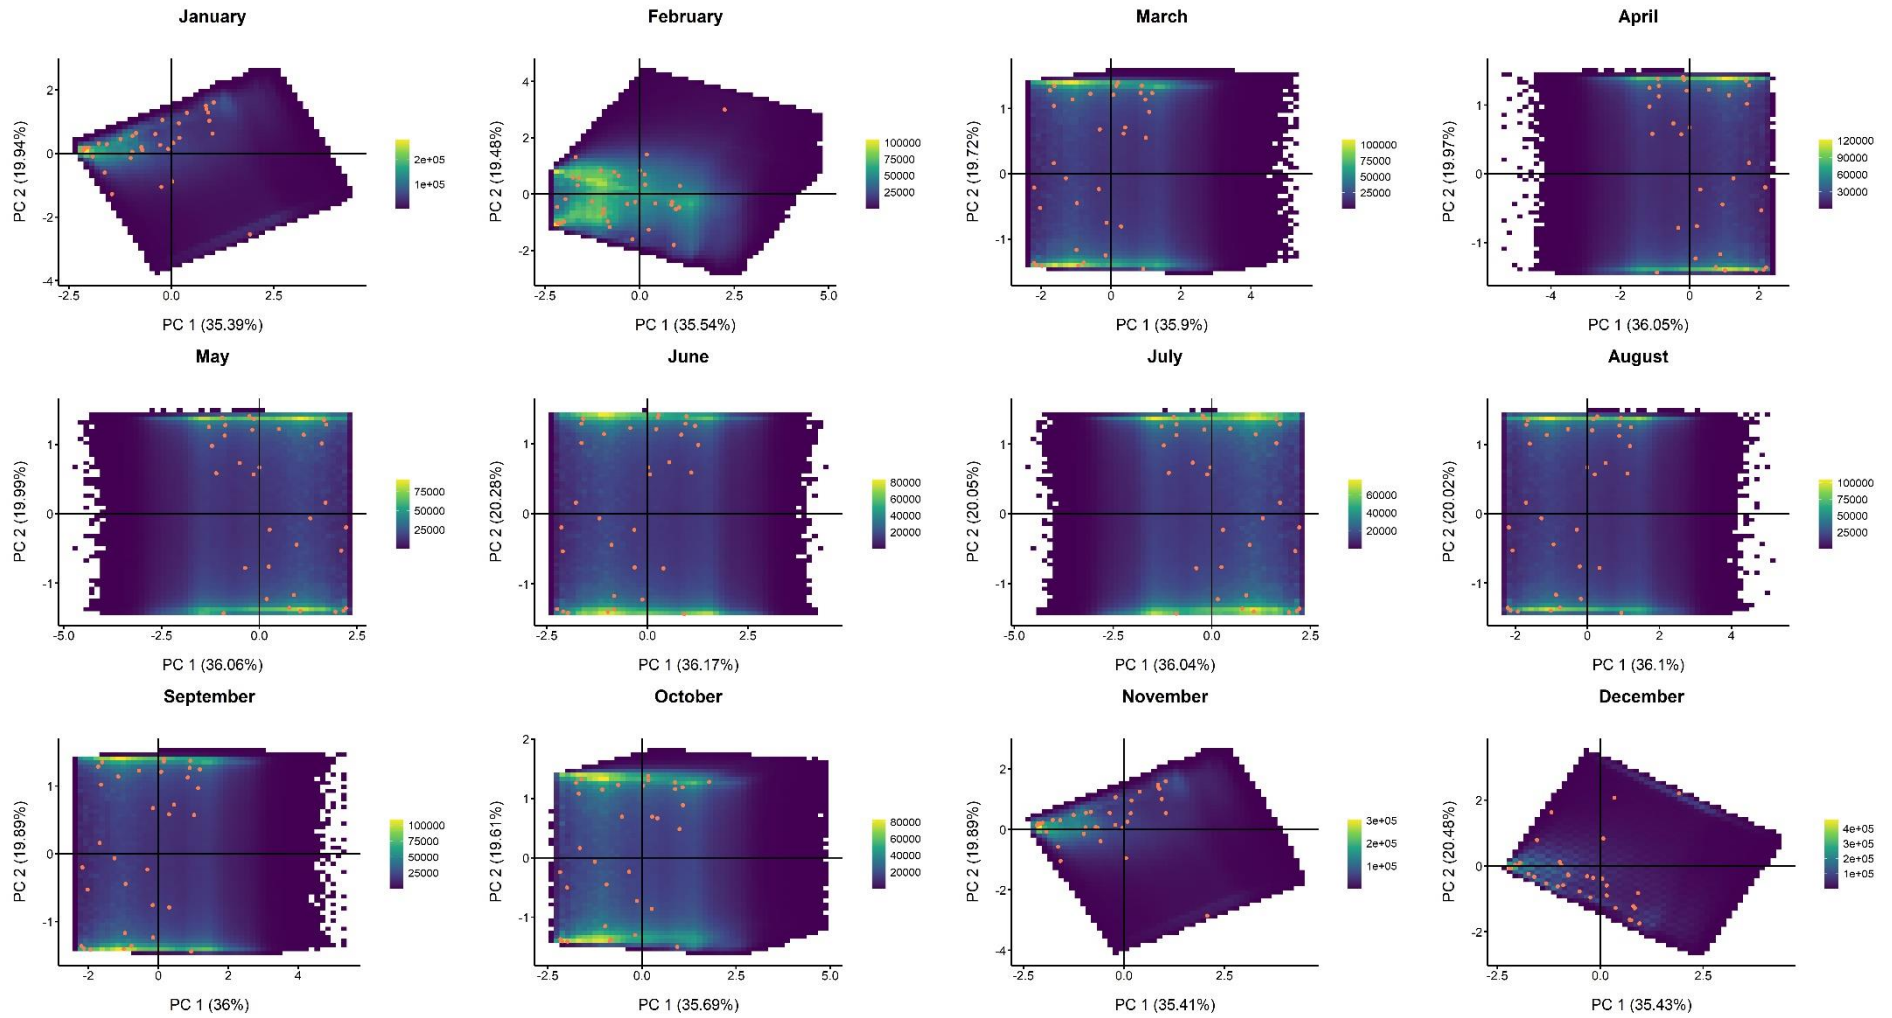 January
February
March
April
PC 2 (19.94%)
2
0
-2
-4
-2.5
0.0
2.5
PC 1 (35.39%)
2e+05
1e+05
PC 2 (19.48%)
4
2
0
-2
-2.5
0.0
2.5
5.0
PC 1 (35.54%)
100000
75000
50000
25000
PC 2 (19.72%)
1
0
-1
-2
0
2
4
PC 1 (35.9%)
100000
75000
50000
25000
PC 2 (19.97%)
1
0
-1
-4
-2
0
2
PC 1 (36.05%)
120000
90000
60000
30000
May
June
July
August
PC 2 (19.99%)
1
0
-1
-5.0
-2.5
0.0
2.5
PC 1 (36.06%)
75000
50000
25000
PC 2 (20.28%)
1
0
-1
-2.5
0.0
2.5
PC 1 (36.17%)
80000
60000
40000
20000
PC 2 (20.05%)
1
0
-1
-5.0
-2.5
0.0
2.5
PC 1 (36.04%)
60000
40000
20000
PC 2 (20.02%)
1
0
-1
-2
0
2
4
PC 1 (36.1%)
100000
75000
50000
25000
September
October
November
December
PC 2 (19.89%)
1
0
-1
-2
0
2
4
PC 1 (36%)
100000
75000
50000
25000
PC 2 (19.61%)
2
1
0
-1
-2.5
0.0
2.5
5.0
PC 1 (35.69%)
80000
60000
40000
20000
PC 2 (19.89%)
2
0
-2
-4
-2.5
0.0
2.5
PC 1 (35.41%)
3e+05
2e+05
1e+05
PC 2 (20.48%)
2
0
-2
-2.5
0.0
2.5
PC 1 (35.43%)
4e+05
3e+05
2e+05
1e+05